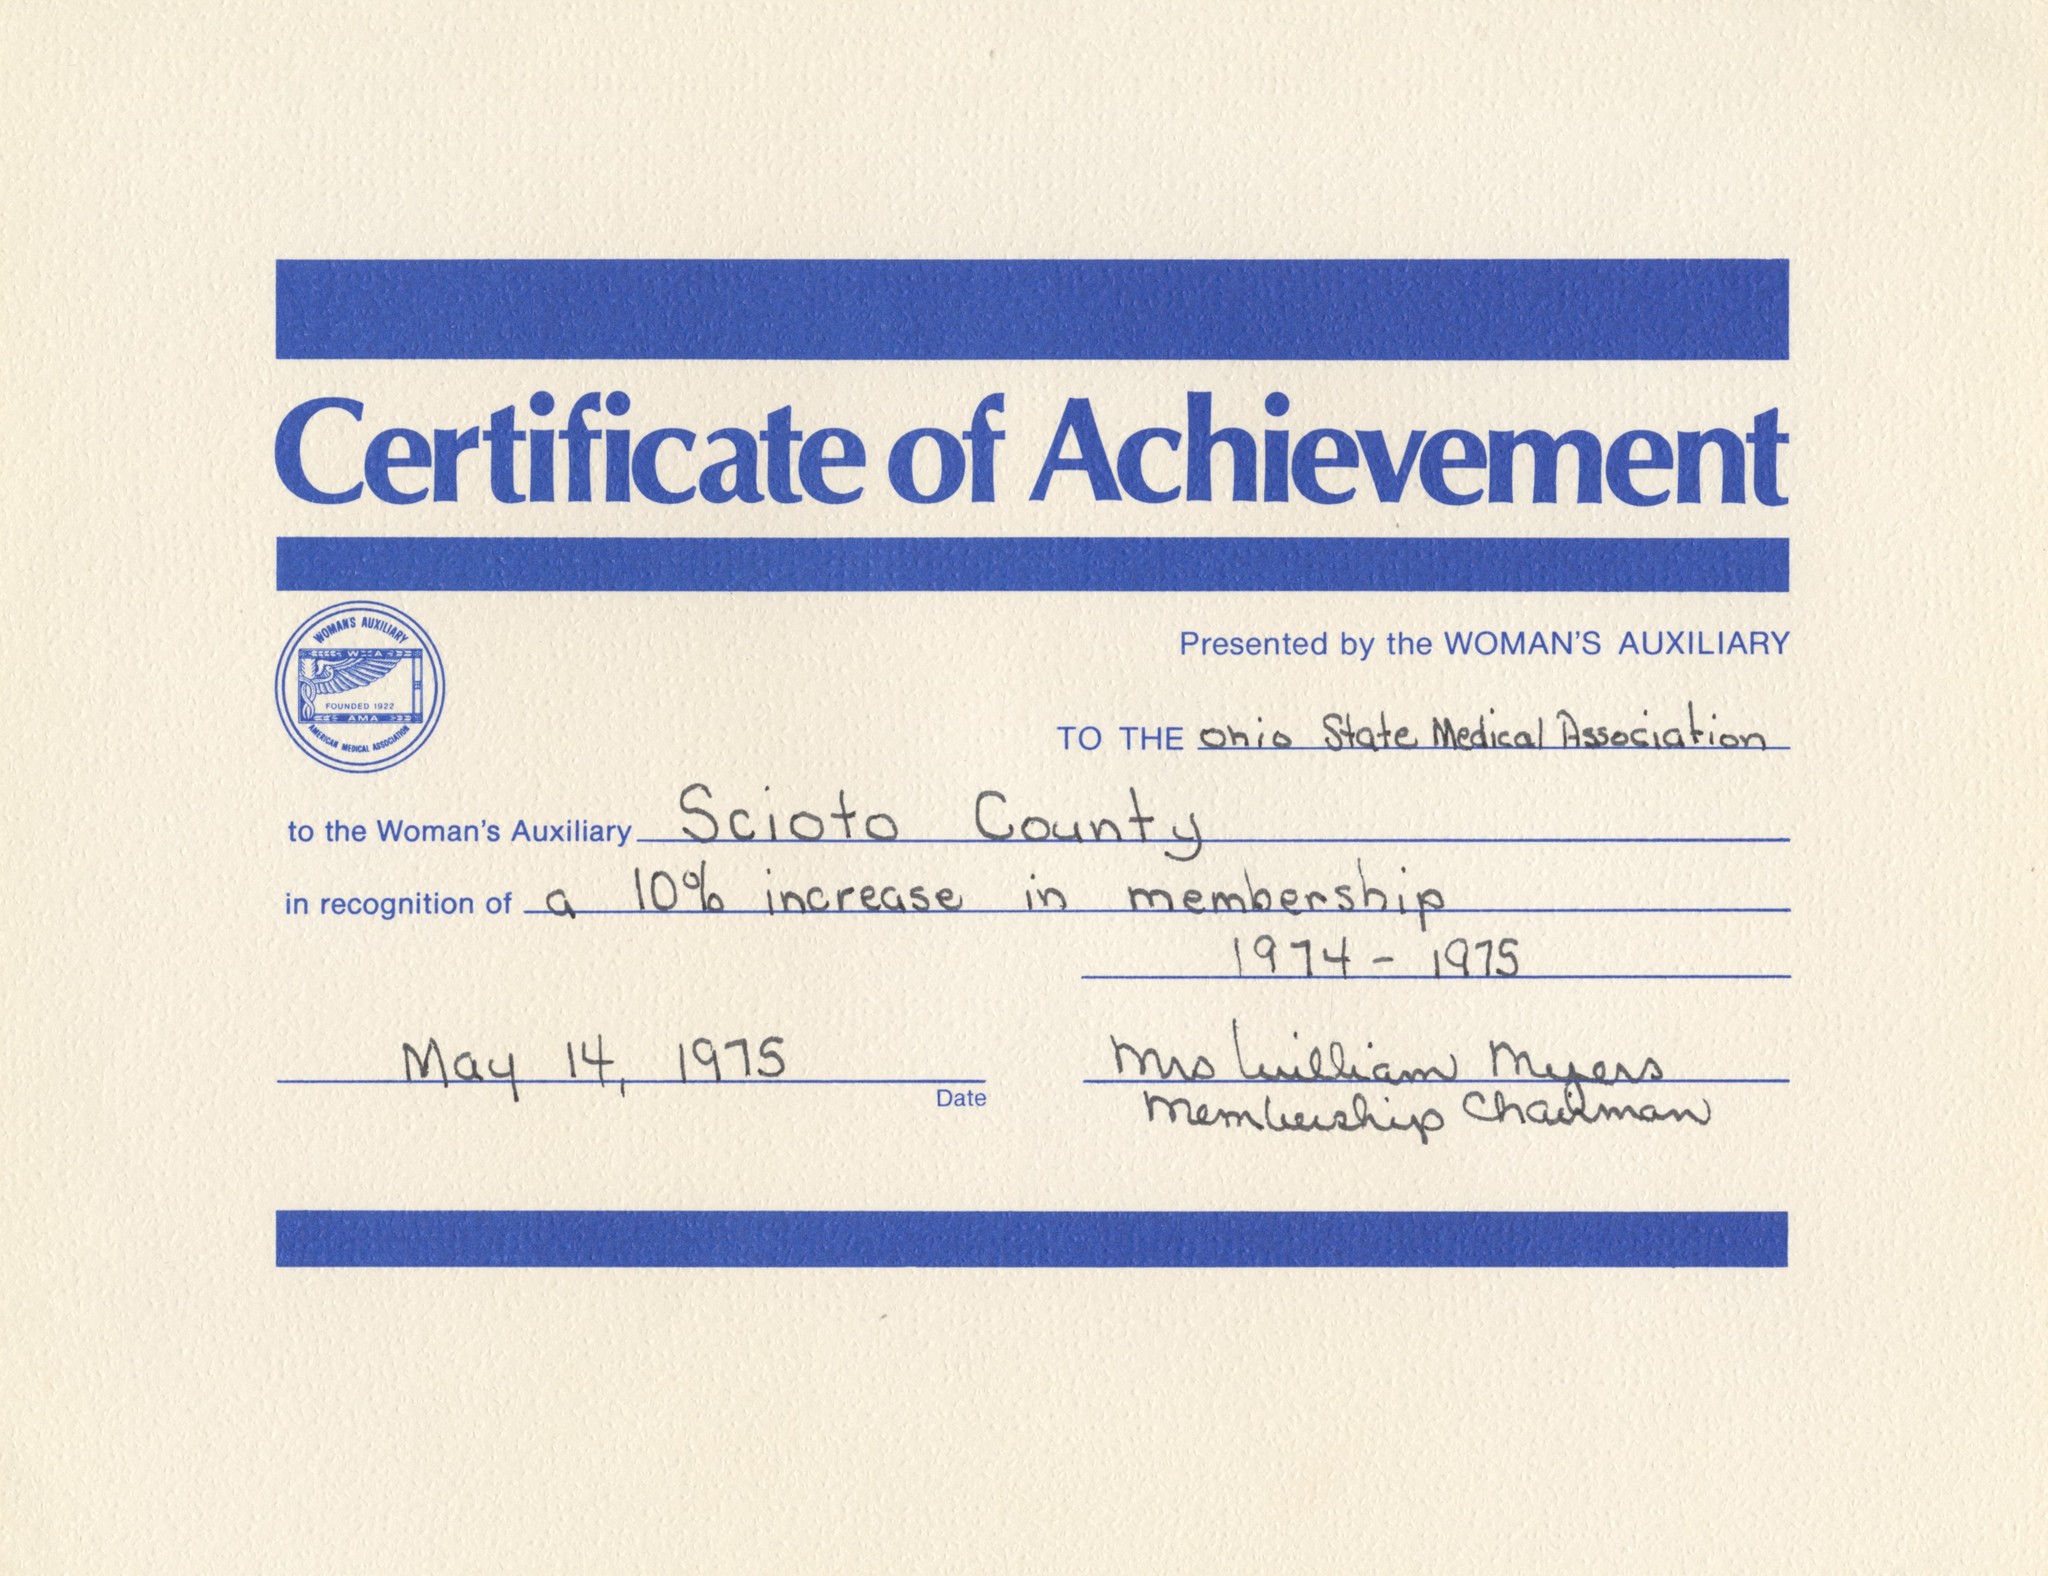 Certificate of Achievement
WOMAN'S AUXILIARY
W A
FOUNDED 1922
AMA
AMERICAN MEDICAL ASSOCIATION
Presented by the WOMAN'S AUXILIARY
TO THE Ohio State Medical Association
to the Woman's Auxiliary Scioto County
in recognition of a 10% increase in membership
1974 - 1975
May 14, 1975
Date
Mrs William Myers
Membership Chairman